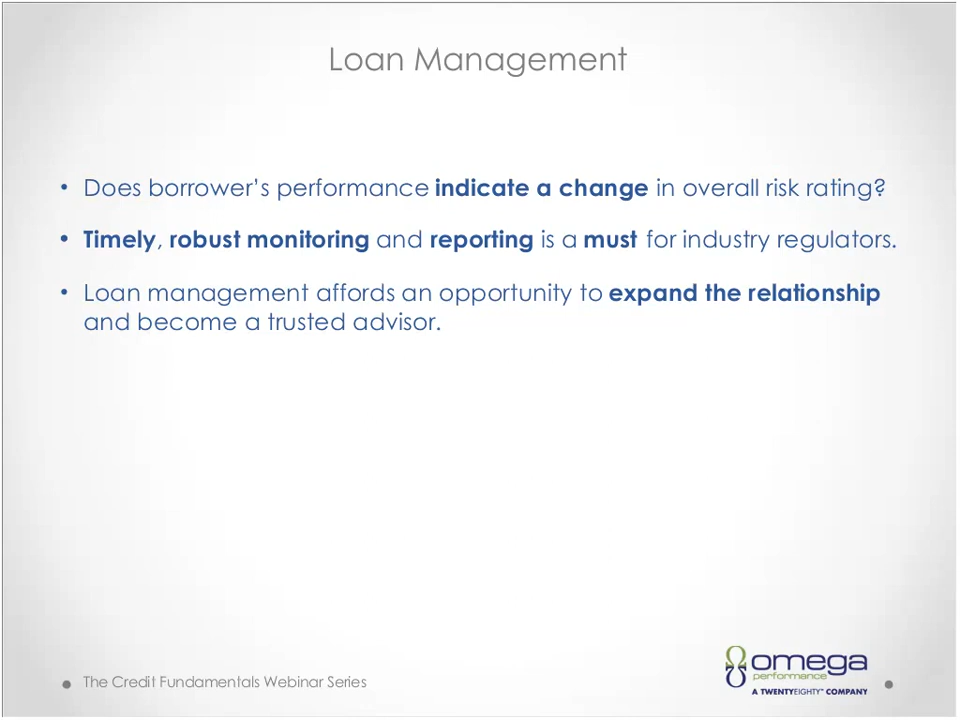 Loan Management
• Does borrower’s performance indicate a change in overall risk rating?
• Timely, robust monitoring and reporting is a must for industry regulators.
• Loan management affords an opportunity to expand the relationship
and become a trusted advisor.
The Credit Fundamentals Webinar Series
omega
performance
A TWENTYEIGHTY™ COMPANY